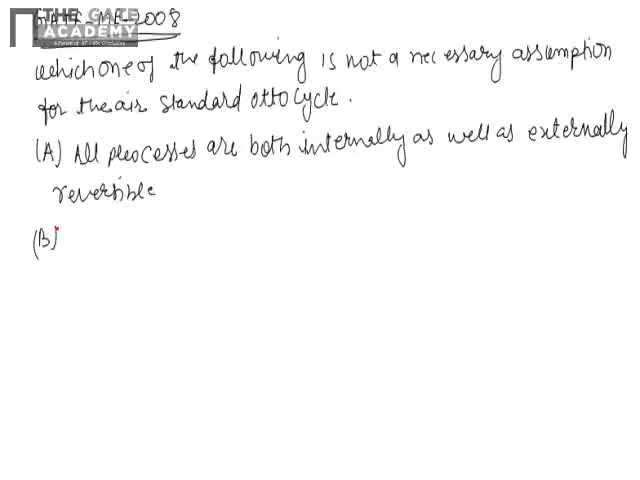 THE GATE
ACADEMY
GATE-ME-2008
which one of the following is not a necessary assumption
for the air standard otto cycle.
(A) All processes are both internally as well as externally
reversible
(B)